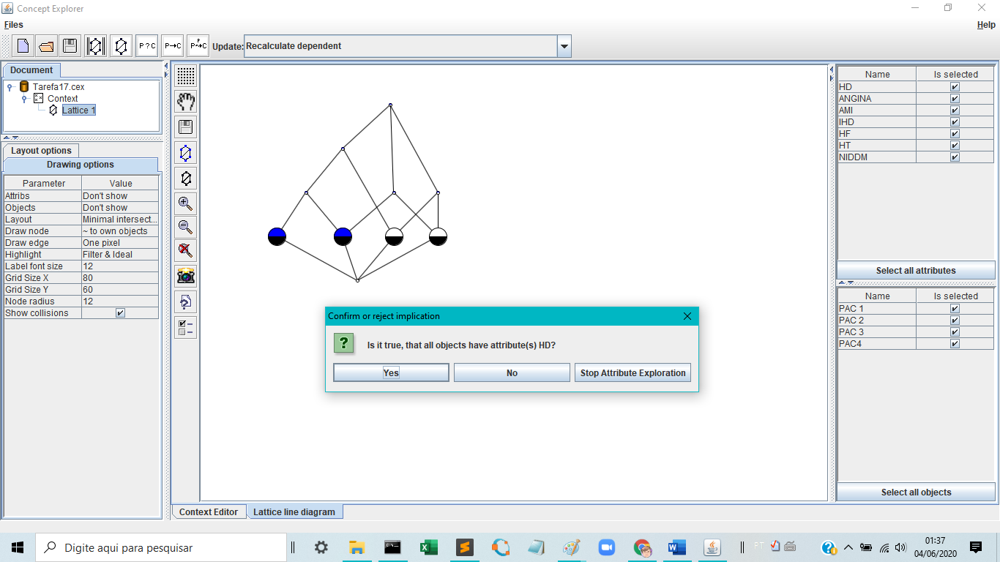 Concept Explorer
Files
Help
P ? C
P→C
P
P→C
Update:
Recalculate dependent
Document
Tarefa17.cex
Context
Lattice 1
Layout options
Drawing options
Parameter Value
Attribs Don't show
Objects Don't show
Layout Minimal intersect...
Draw node ~ to own objects
Draw edge One pixel
Highlight Filter & Ideal
Label font size 12
Grid Size X 80
Grid Size Y 60
Node radius 12
Show collisions
Confirm or reject implication
?
Is it true, that all objects have attribute(s) HD?
Yes No Stop Attribute Exploration
Context Editor
Lattice line diagram
Name Is selected
HD
ANGINA
AMI
IHD
HF
HT
NIDDM
Select all attributes
Name Is selected
PAC 1
PAC 2
PAC 3
PAC4
Select all objects
Digite aqui para pesquisar
PT
01:37
04/06/2020